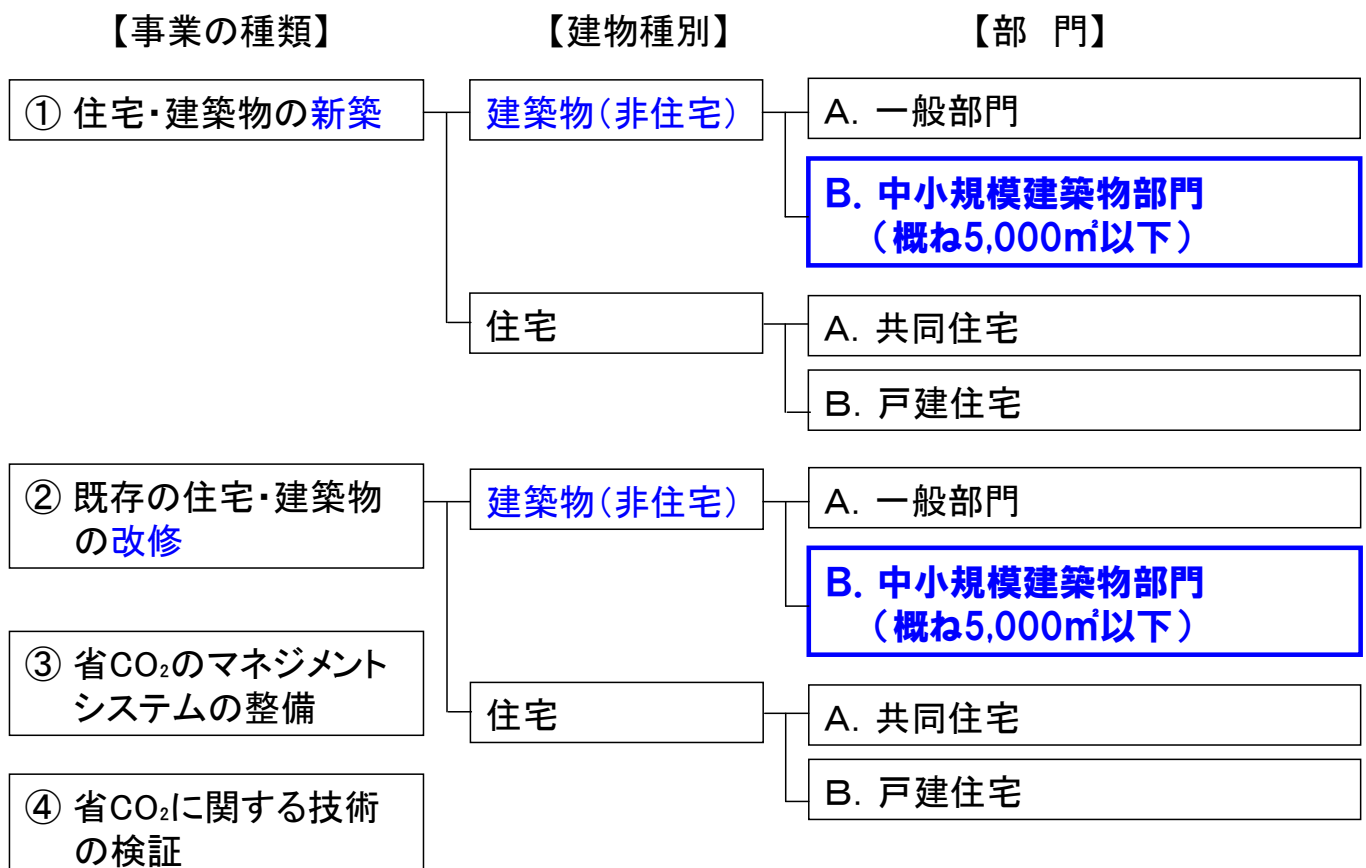 【事業の種類】
【建物種別】
【部 門】
① 住宅・建築物の新築
建築物(非住宅)
A. 一般部門
B. 中小規模建築物部門
(概ね5,000㎡以下)
住宅
A. 共同住宅
B. 戸建住宅
② 既存の住宅・建築物
の改修
建築物(非住宅)
A. 一般部門
B. 中小規模建築物部門
(概ね5,000㎡以下)
住宅
A. 共同住宅
B. 戸建住宅
③ 省CO₂のマネジメント
システムの整備
④ 省CO₂に関する技術
の検証